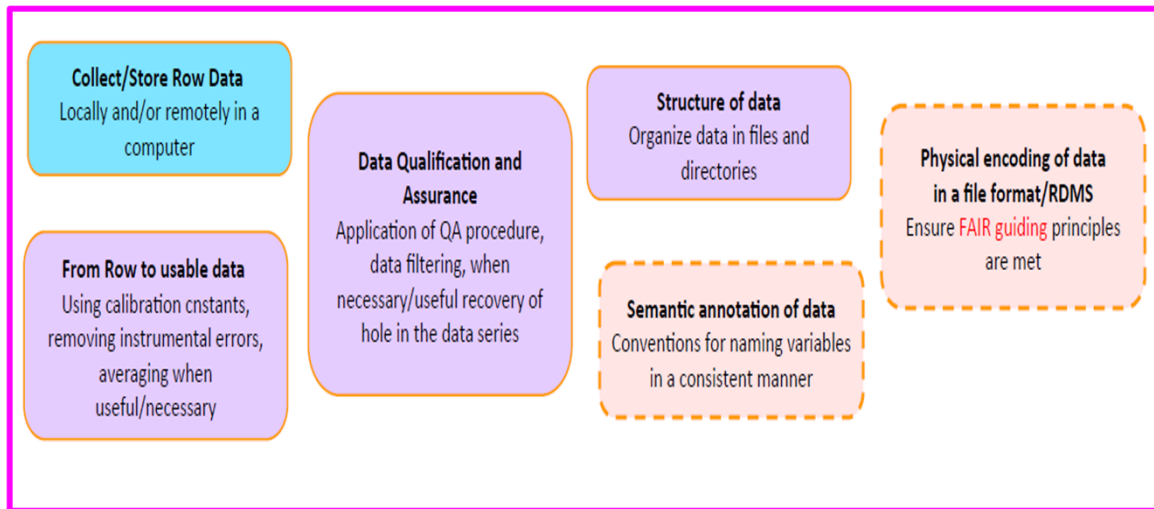 Collect/Store Row Data
Locally and/or remotely in a
computer
From Row to usable data
Using calibration cnstants,
removing instrumental errors,
averaging when
useful/necessary
Data Qualification and
Assurance
Application of QA procedure,
data filtering, when
necessary/useful recovery of
hole in the data series
Structure of data
Organize data in files and
directories
Semantic annotation of data
Conventions for naming variables
in a consistent manner
Physical encoding of data
in a file format/RDMS
Ensure FAIR guiding principles
are met